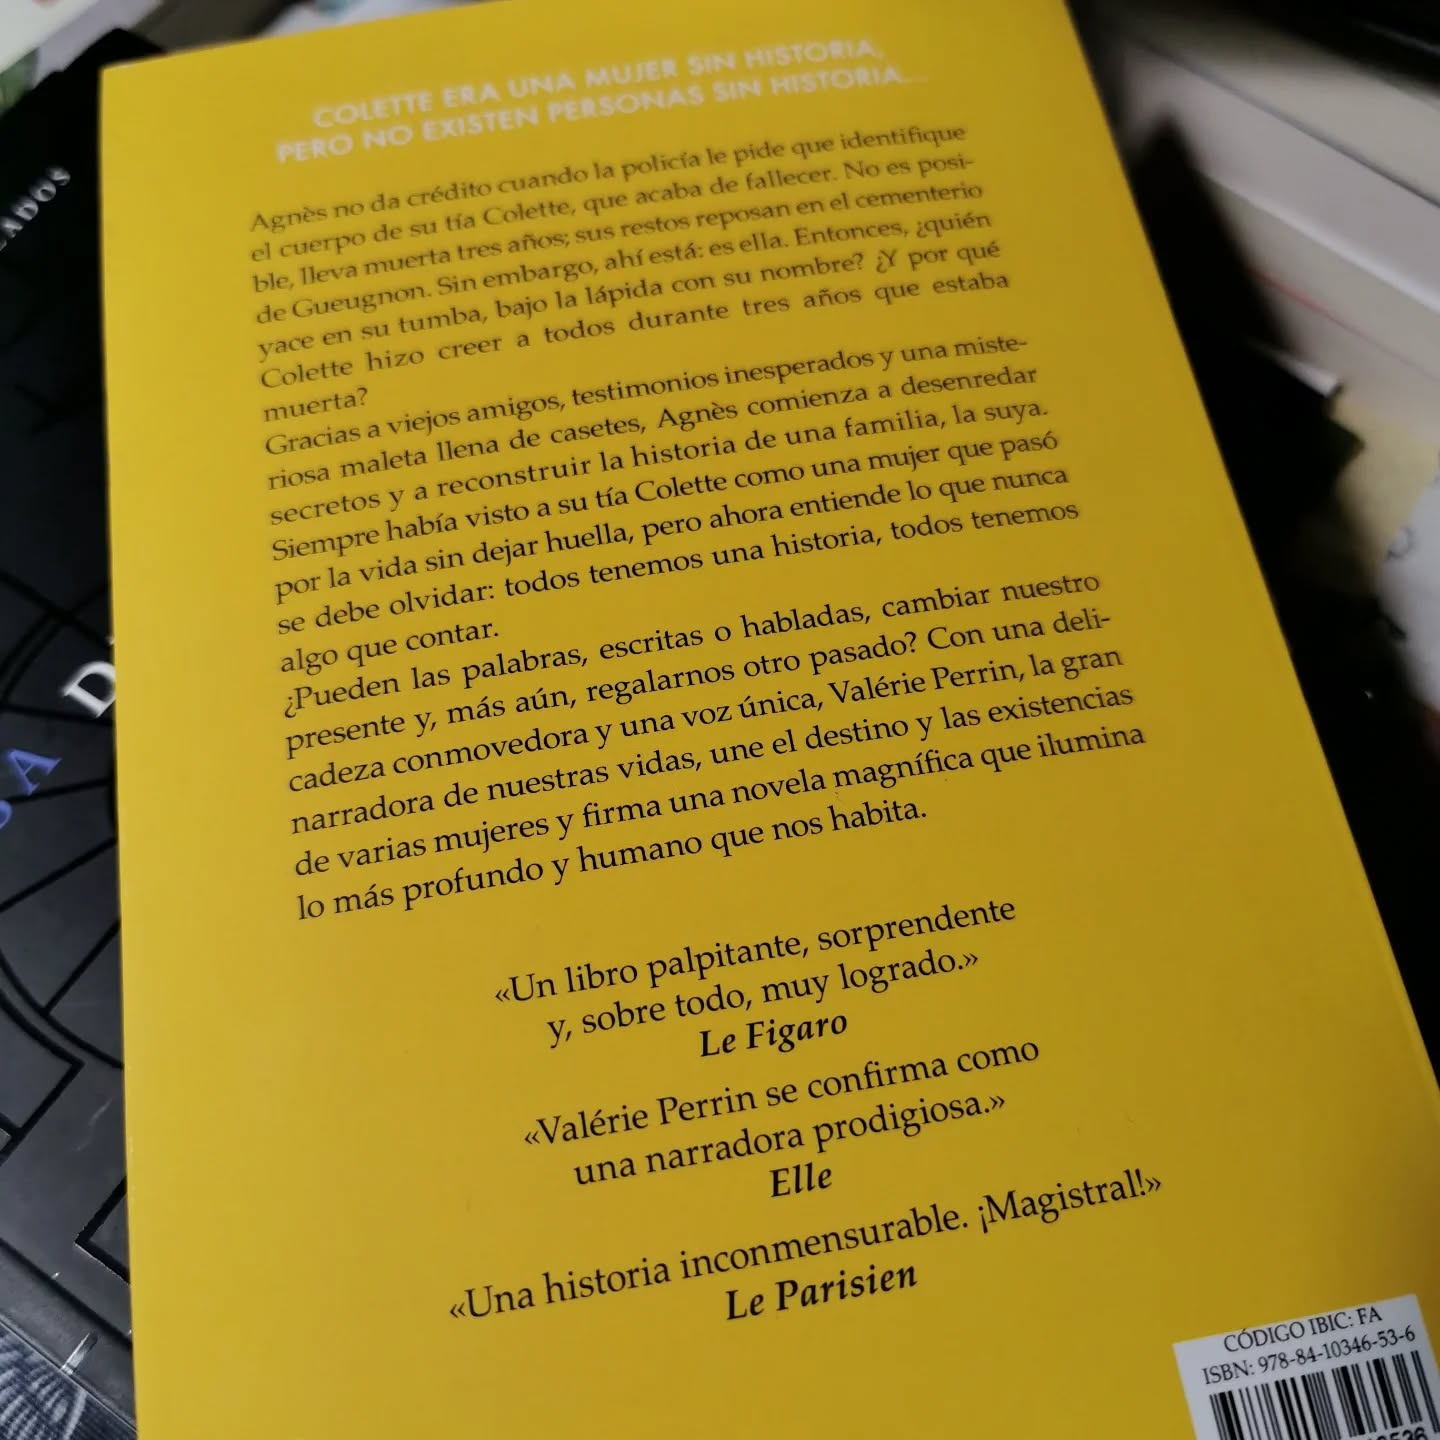 COLETTE ERA UNA MUJER SIN HISTORIA,
PERO NO EXISTEN PERSONAS SIN HISTORIA...
Agnès no da crédito cuando la policía le pide que identifique
el cuerpo de su tía Colette, que acaba de fallecer. No es posi-
ble, lleva muerta tres años; sus restos reposan en el cementerio
de Gueugnon. Sin embargo, ahí está: es ella. Entonces, ¿quién
yace en su tumba, bajo la lápida con su nombre? ¿Y por qué
Colette hizo creer a todos durante tres años que estaba
muerta?
Gracias a viejos amigos, testimonios inesperados y una miste-
riosa maleta llena de casetes, Agnès comienza a desenredar
secretos y a reconstruir la historia de una familia, la suya.
Siempre había visto a su tía Colette como una mujer que pasó
por la vida sin dejar huella, pero ahora entiende lo que nunca
se debe olvidar: todos tenemos una historia, todos tenemos
algo que contar.
¿Pueden las palabras, escritas o habladas, cambiar nuestro
presente y, más aún, regalarnos otro pasado? Con una deli-
cadeza conmovedora y una voz única, Valérie Perrin, la gran
narradora de nuestras vidas, une el destino y las existencias
de varias mujeres y firma una novela magnífica que ilumina
lo más profundo y humano que nos habita.
«Un libro palpitante, sorprendente
y, sobre todo, muy logrado.»
Le Figaro
«Valérie Perrin se confirma como
una narradora prodigiosa.»
Elle
«Una historia inconmensurable. ¡Magistral!»
Le Parisien
CÓDIGO IBIC: FA
ISBN: 978-84-10346-53-6